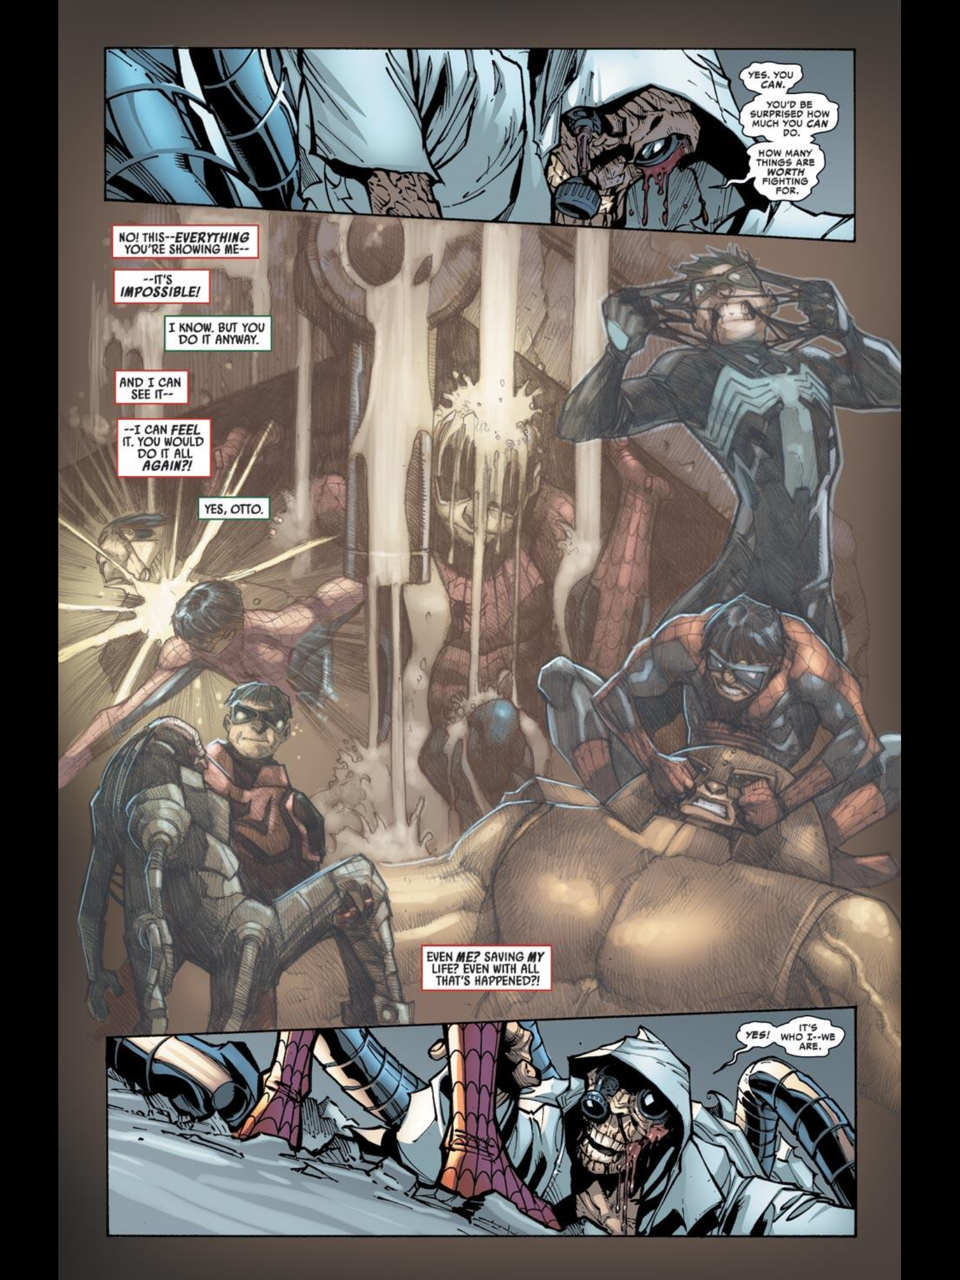 YES. YOU
CAN.
YOU'D BE
SURPRISED HOW
MUCH YOU CAN
DO.
HOW MANY
THINGS ARE
WORTH
FIGHTING
FOR.
NO! THIS--EVERYTHING
YOU'RE SHOWING ME--
--IT'S
IMPOSSIBLE!
I KNOW. BUT YOU
DO IT ANYWAY.
AND I CAN
SEE IT--
--I CAN FEEL
IT. YOU WOULD
DO IT ALL
AGAIN?!
YES, OTTO.
EVEN ME? SAVING MY
LIFE? EVEN WITH ALL
THAT'S HAPPENED?!
YES!
IT'S
WHO I--WE
ARE.